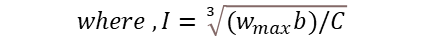 where , I = ∛(w_max b)/C